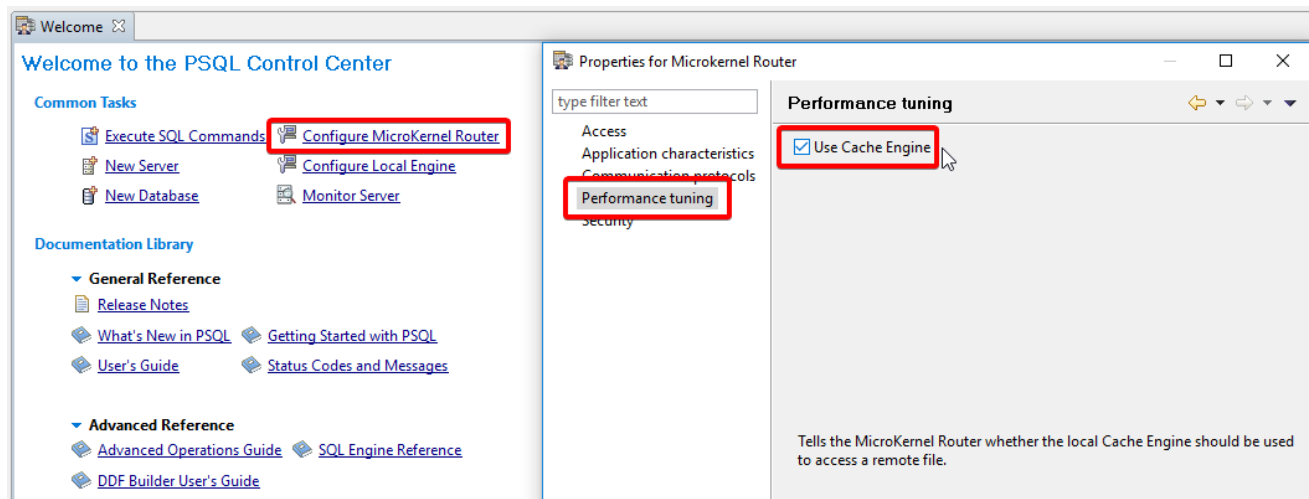 Welcome
Welcome to the PSQL Control Center
Common Tasks
Execute SQL Commands
Configure MicroKernel Router
New Server
Configure Local Engine
New Database
Monitor Server
Documentation Library
General Reference
Release Notes
What's New in PSQL
Getting Started with PSQL
User's Guide
Status Codes and Messages
Advanced Reference
Advanced Operations Guide
SQL Engine Reference
DDF Builder User's Guide
Properties for Microkernel Router
type filter text
Access
Application characteristics
Communication protocols
Performance tuning
Security
Performance tuning
Use Cache Engine
Tells the MicroKernel Router whether the local Cache Engine should be used
to access a remote file.